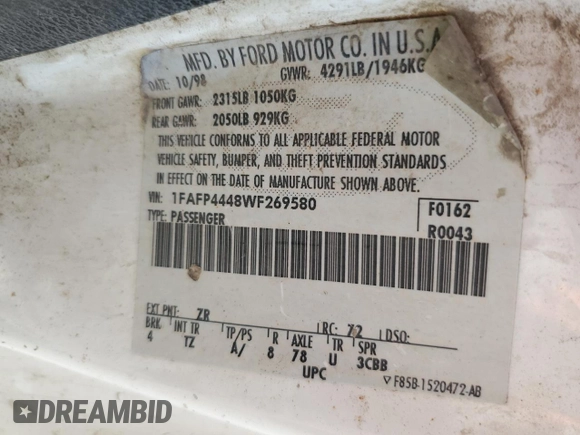 MFD. BY FORD MOTOR CO. IN U.S.A.
10/98 GVWR: 4291LB/1946KG
DATE:
FRONT GAWR: 2315LB 1050KG
REAR GAWR: 2050LB 929KG
THIS VEHICLE CONFORMS TO ALL APPLICABLE FEDERAL MOTOR
VEHICLE SAFETY, BUMPER, AND THEFT PREVENTION STANDARDS
IN EFFECT ON THE DATE OF MANUFACTURE SHOWN ABOVE.
VIN: 1FAFP4448WF269580
F0162
TYPE: PASSENGER
R0043
EXT PNT: ZR RC: 72 DSO:
BRK INT TR TP/PS R AXLE TR SPR
4 TZ A/ 8 78 U 3CBB
UPC
F85B-1520472-AB
DREAMBID